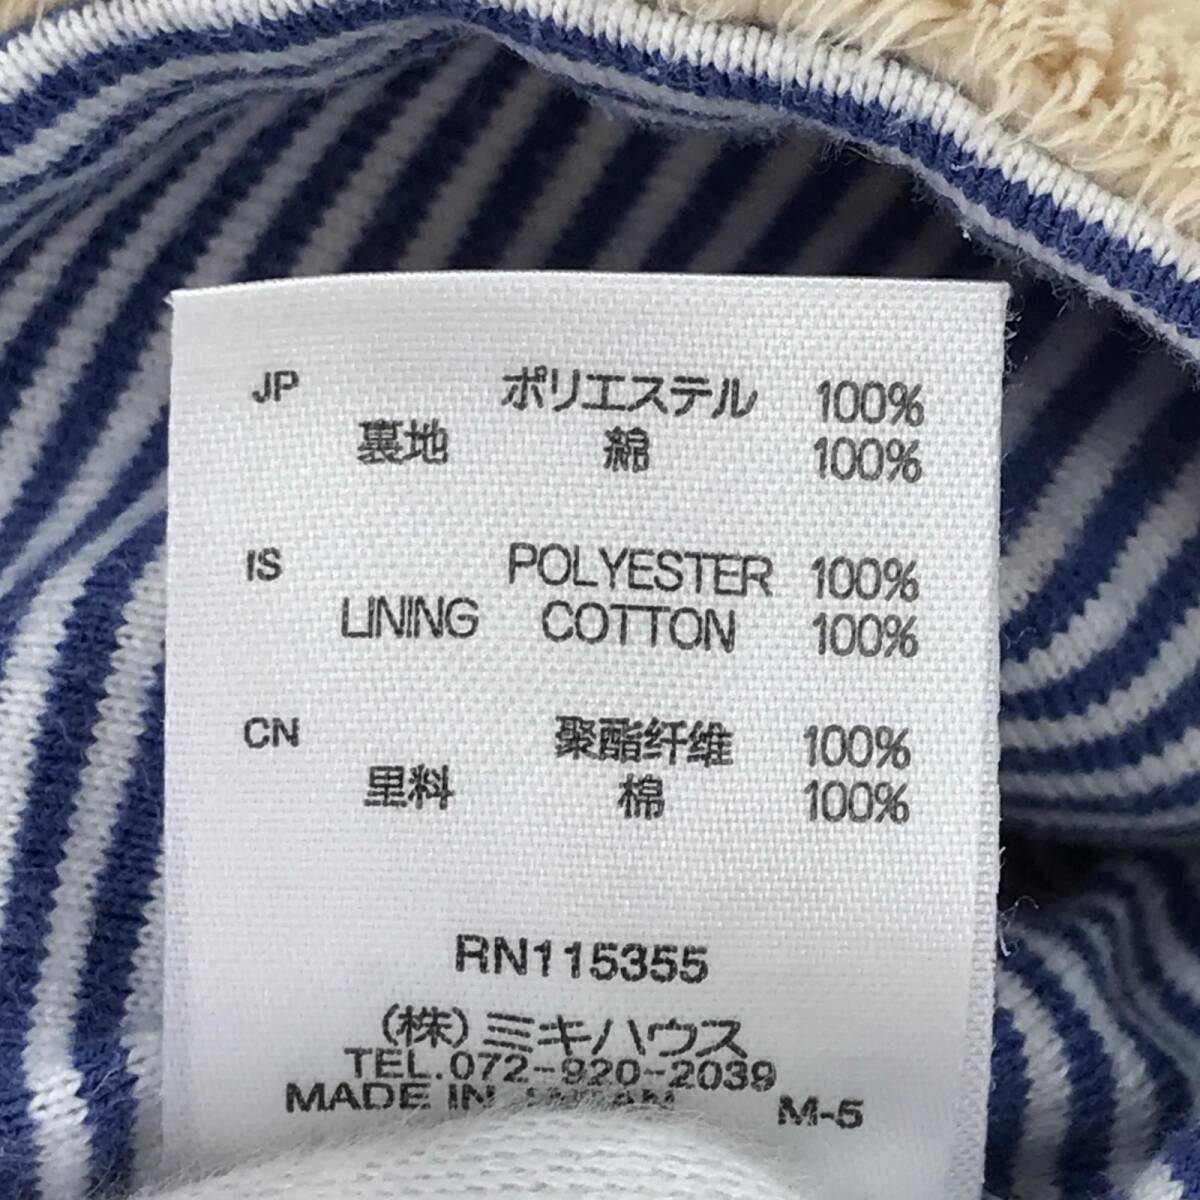 JP ポリエステル 100%
裏地 綿 100%
IS POLYESTER 100%
LINING COTTON 100%
CN 聚酯纤维 100%
里料 棉 100%
RN115355
(株)ミキハウス
TEL.072-920-2039
MADE IN JAPAN M-5